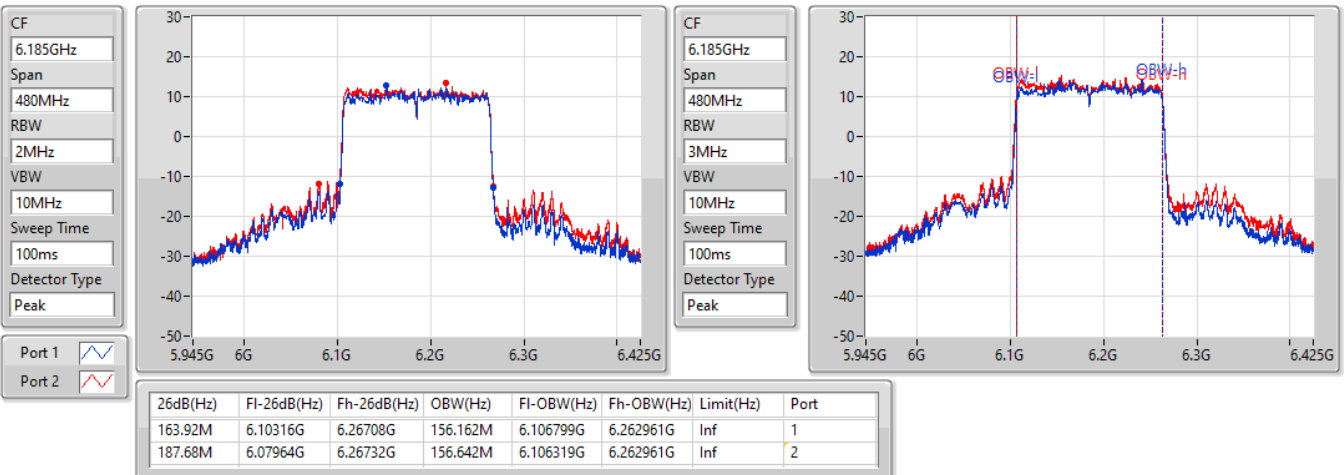 CF
6.185GHz
Span
480MHz
RBW
2MHz
VBW
10MHz
Sweep Time
100ms
Detector Type
Peak
Port 1
Port 2
30
20
10
0
-10
-20
-30
-40
-50
5.945G 6G 6.1G 6.2G 6.3G 6.425G
CF
6.185GHz
Span
480MHz
RBW
3MHz
VBW
10MHz
Sweep Time
100ms
Detector Type
Peak
30
20
10
0
-10
-20
-30
-40
-50
OBW-l OBW-h
OBW-l OBW-h
5.945G 6G 6.1G 6.2G 6.3G 6.425G
26dB(Hz) Fl-26dB(Hz) Fh-26dB(Hz) OBW(Hz) Fl-OBW(Hz) Fh-OBW(Hz) Limit(Hz) Port
163.92M 6.10316G 6.26708G 156.162M 6.106799G 6.262961G Inf 1
187.68M 6.07964G 6.26732G 156.642M 6.106319G 6.262961G Inf 2